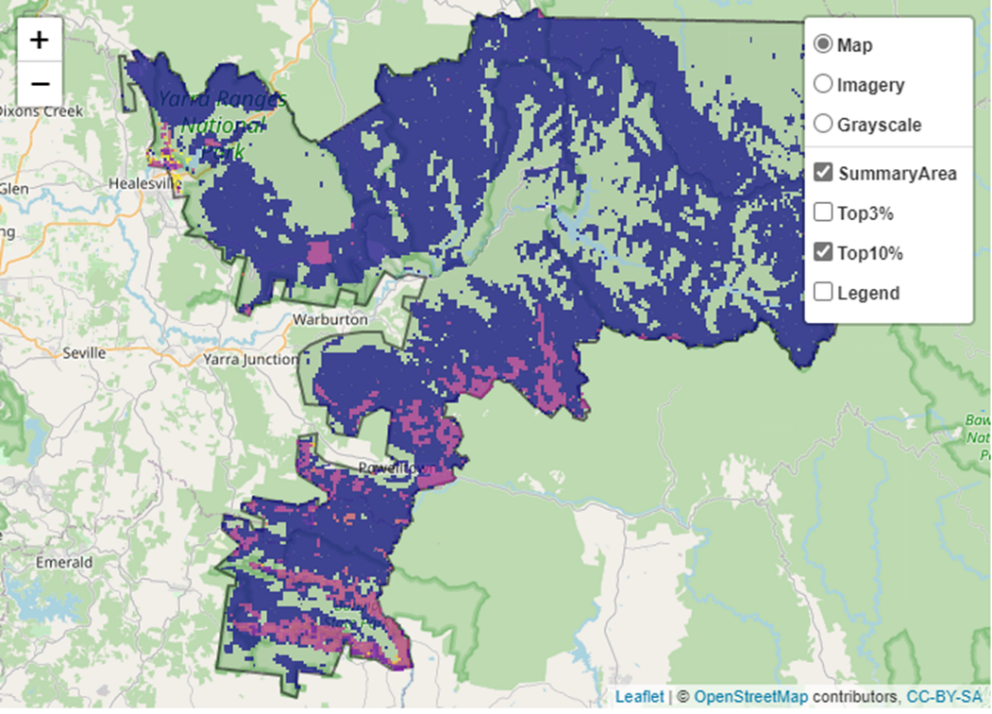 +
−
Dixons Creek
Yarra Ranges
National
Park
Glen
Healesville
ng
Warburton
Seville
Yarra Junction
Powelltown
Emerald
Baw
Nat
P
Map
Imagery
Grayscale
SummaryArea
Top3%
Top10%
Legend
Leaflet | © OpenStreetMap contributors, CC-BY-SA